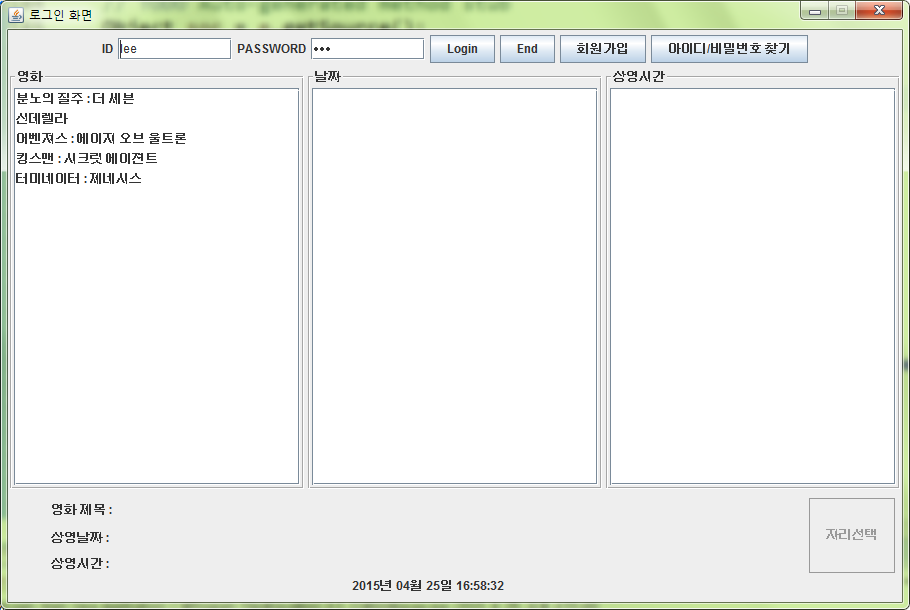 로그인 화면
ID lee PASSWORD ••• Login End 회원가입 아이디/비밀번호 찾기
영화 날짜 상영시간
분노의 질주 : 더 세븐
신데렐라
어벤져스 : 에이지 오브 울트론
킹스맨 : 시크릿 에이전트
터미네이터 : 제네시스
영화 제목 :
상영날짜 :
상영시간 :
자리선택
2015년 04월 25일 16:58:32